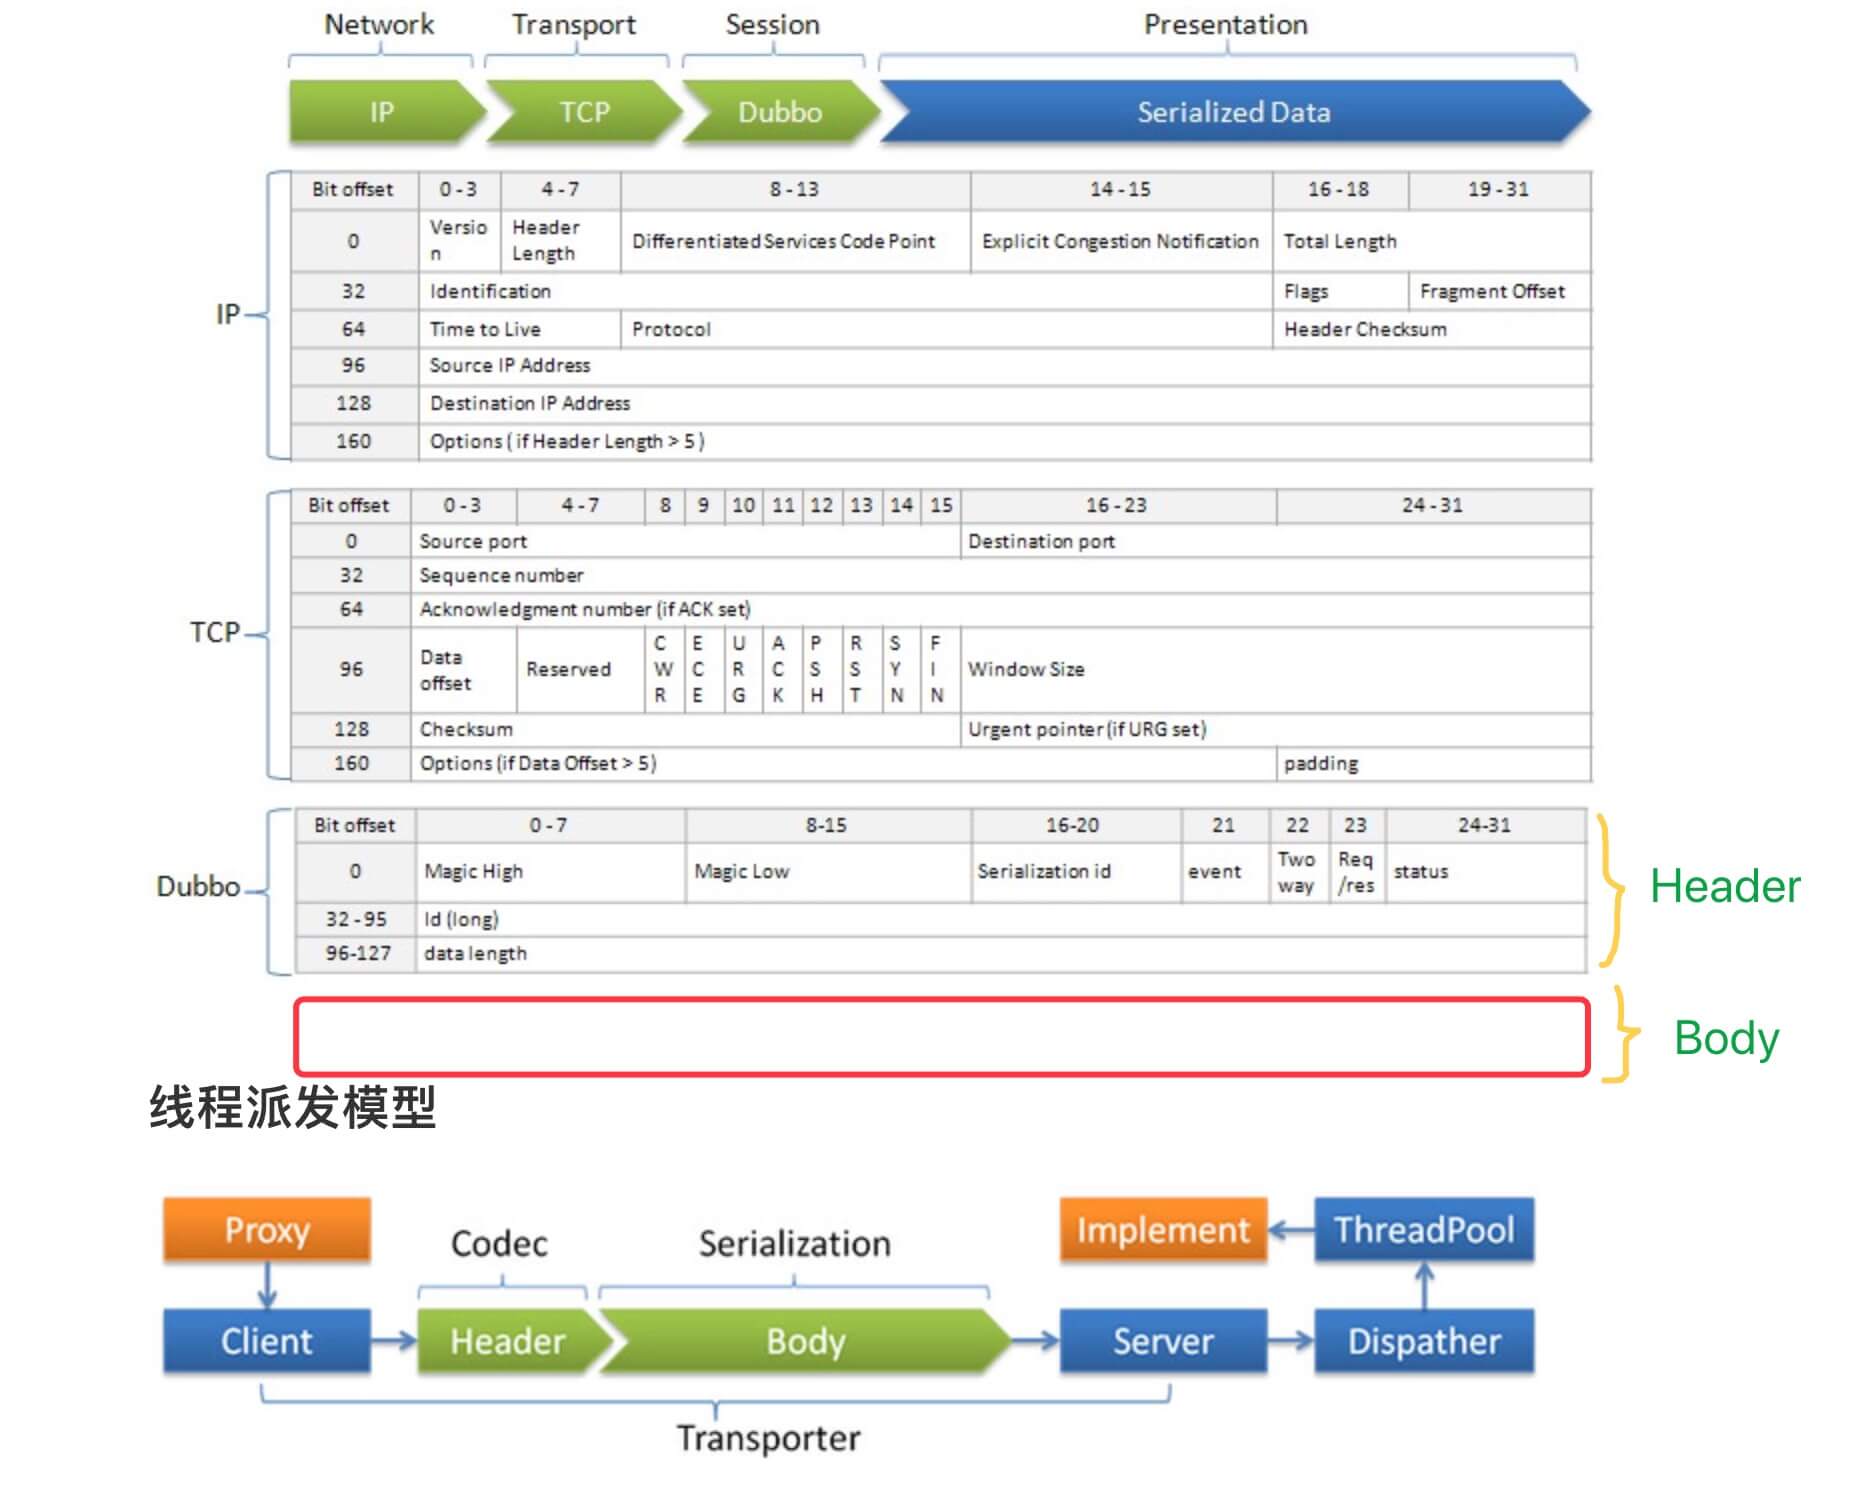 Network Transport Session Presentation
IP TCP Dubbo Serialized Data
Bit offset 0 - 3 4 - 7 8 - 13 14 - 15 16 - 18 19 - 31
0 Versio
n Header
Length Differentiated Services Code Point Explicit Congestion Notification Total Length
32 Identification Flags Fragment Offset
IP
64 Time to Live Protocol Header Checksum
96 Source IP Address
128 Destination IP Address
160 Options ( if Header Length > 5 )
Bit offset 0 - 3 4 - 7 8 9 10 11 12 13 14 15 16 - 23 24 - 31
0 Source port Destination port
32 Sequence number
64 Acknowledgment number (if ACK set)
TCP
96 Data
offset Reserved CWR ECE URG ACK PSH RST SYN FIN Window Size
128 Checksum Urgent pointer (if URG set)
160 Options (if Data Offset > 5) padding
Bit offset 0 - 7 8-15 16-20 21 22 23 24-31
0 Magic High Magic Low Serialization id event Two
way Req
/res status
Dubbo
Header
32 - 95 Id (long)
96-127 data length
Body
线程派发模型
Proxy Codec Serialization Implement ThreadPool
Client Header Body Server Dispather
Transporter